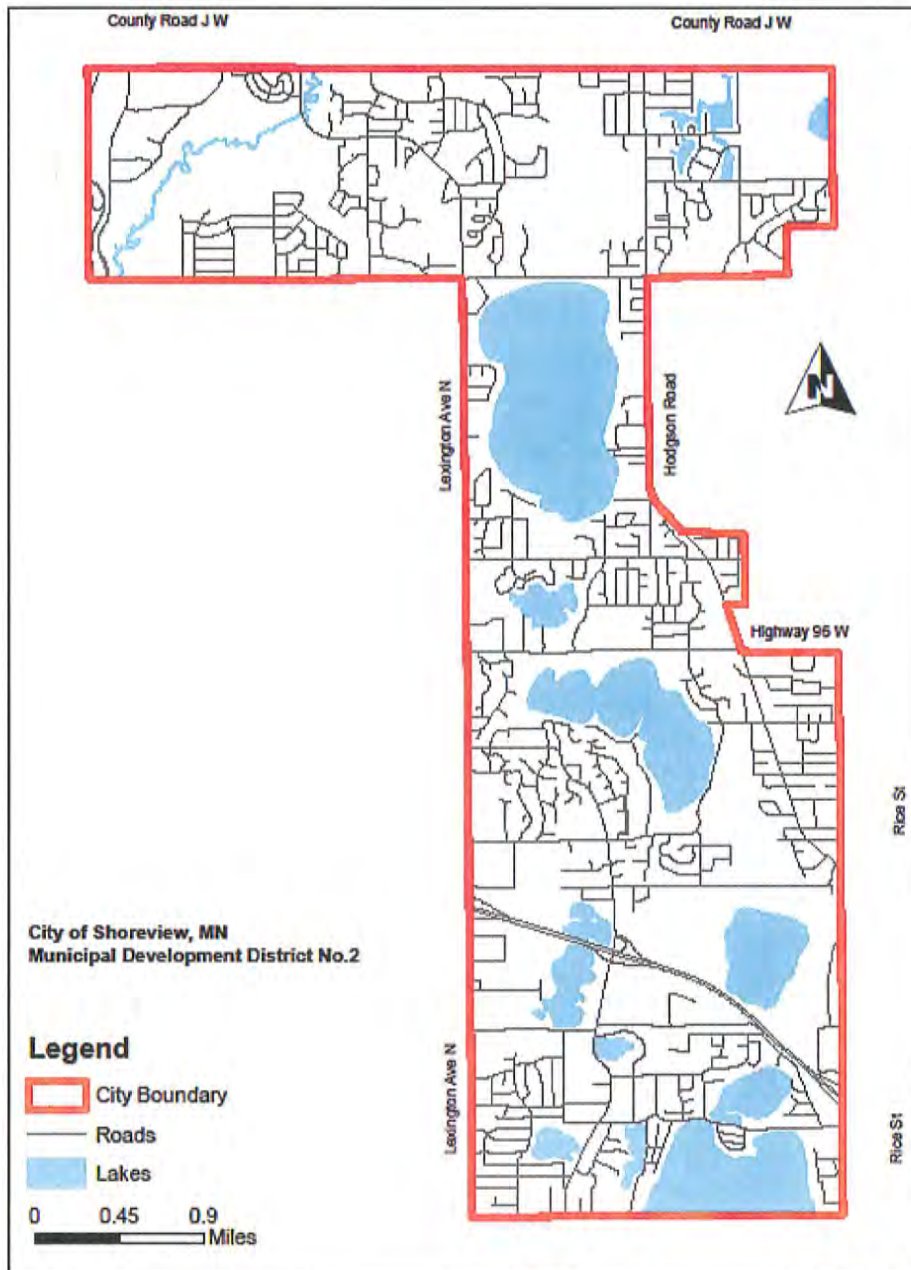 County Road J W
County Road J W
N
Lexington Ave N
Hodgson Road
Highway 96 W
Rice St
City of Shoreview, MN
Municipal Development District No.2
Legend
City Boundary
Roads
Lakes
0 0.45 0.9
Miles
Lexington Ave N
Rice St